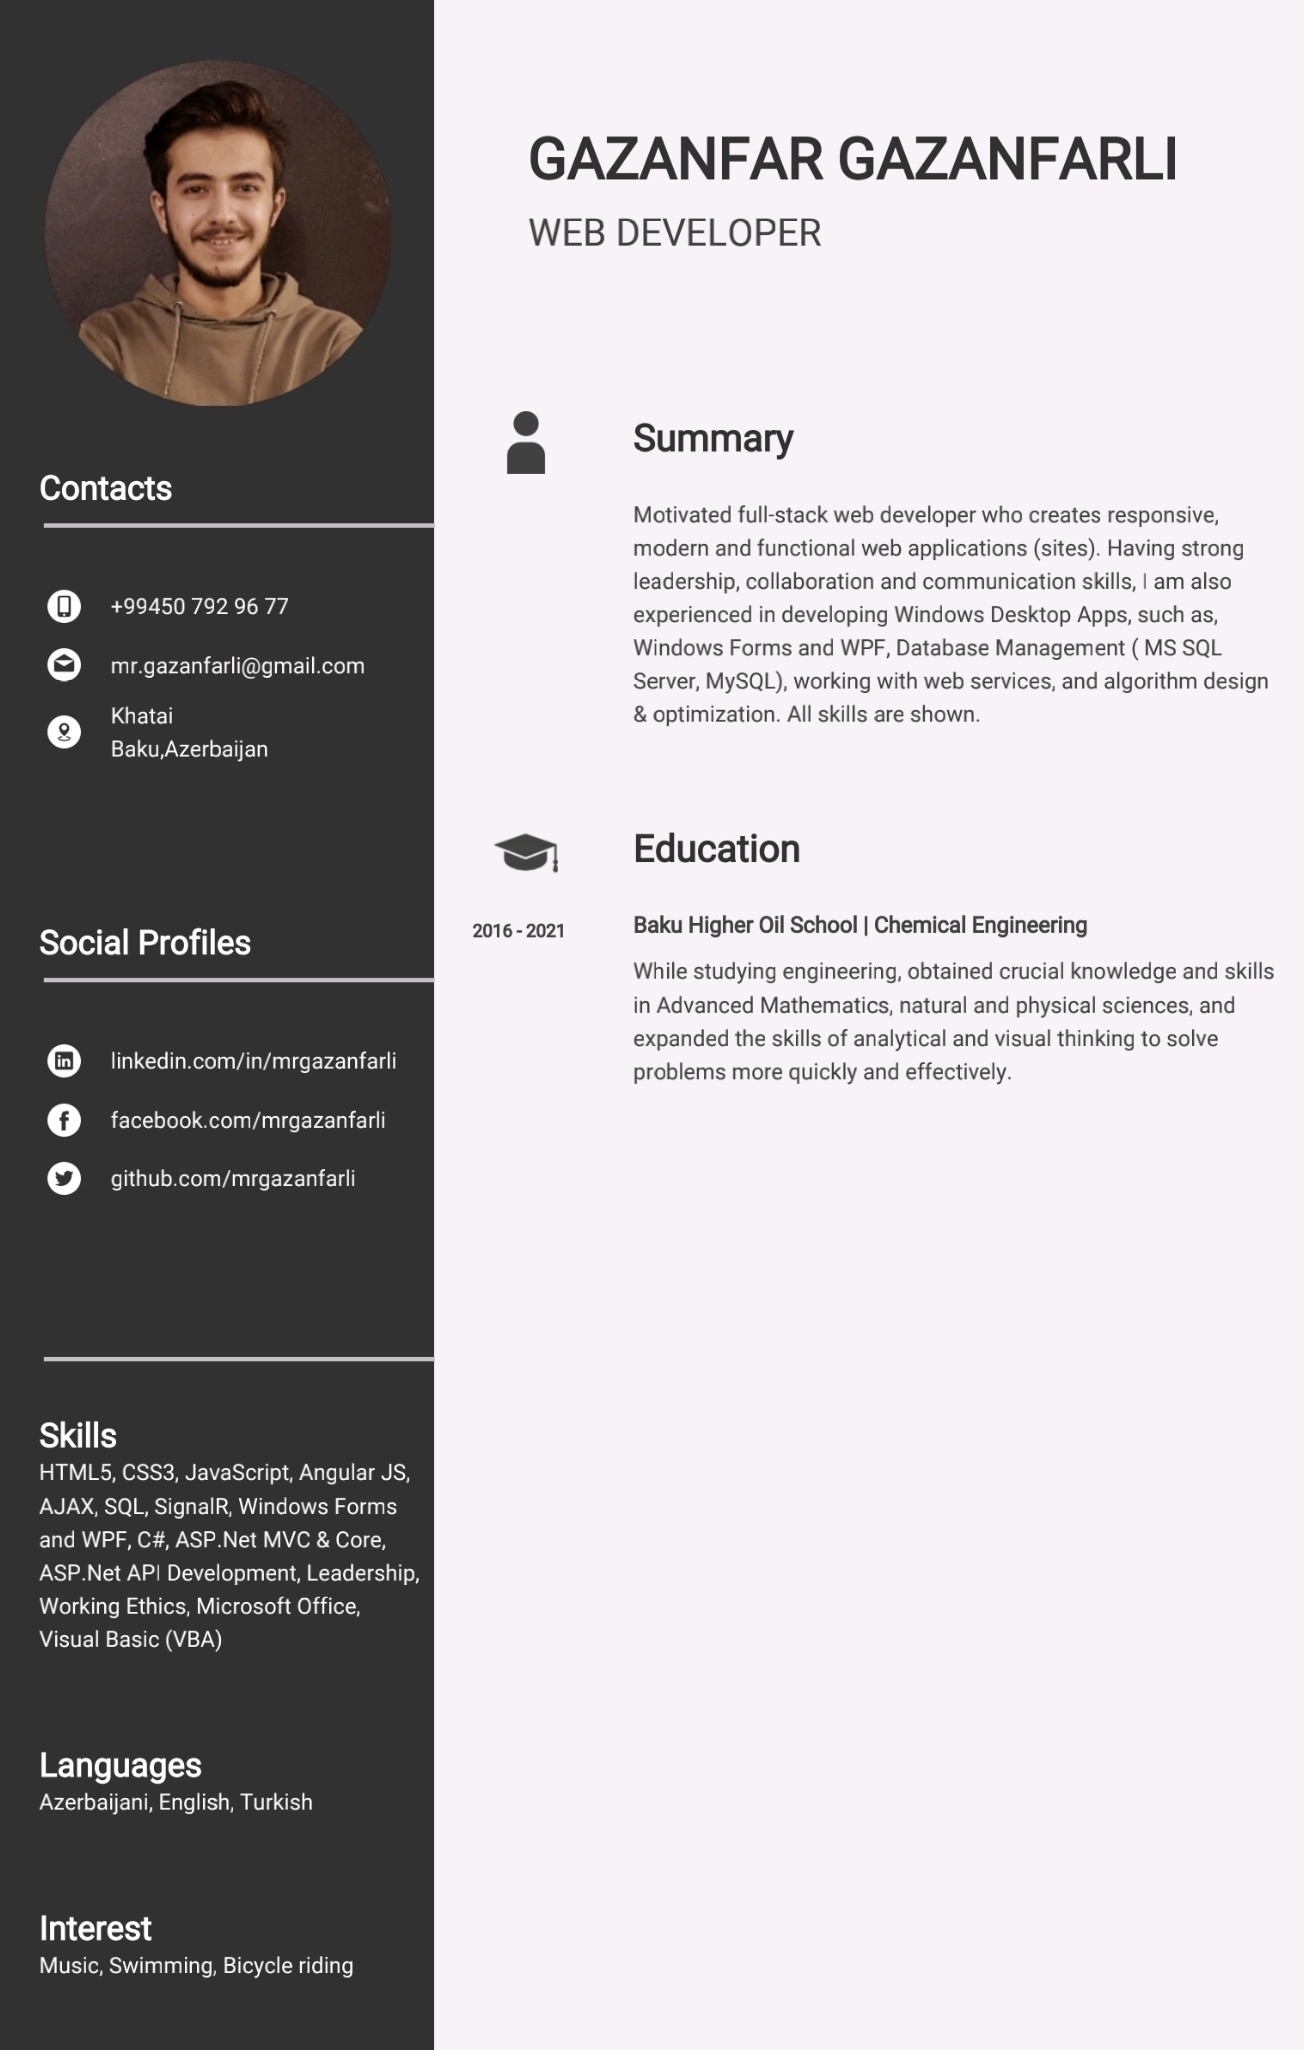 GAZANFAR GAZANFARLI
WEB DEVELOPER
Contacts
+99450 792 96 77
mr.gazanfarli@gmail.com
Khatai
Baku,Azerbaijan
Social Profiles
linkedin.com/in/mrgazanfarli
facebook.com/mrgazanfarli
github.com/mrgazanfarli
Skills
HTML5, CSS3, JavaScript, Angular JS,
AJAX, SQL, SignalR, Windows Forms
and WPF, C#, ASP.Net MVC & Core,
ASP.Net API Development, Leadership,
Working Ethics, Microsoft Office,
Visual Basic (VBA)
Languages
Azerbaijani, English, Turkish
Interest
Music, Swimming, Bicycle riding
Summary
Motivated full-stack web developer who creates responsive,
modern and functional web applications (sites). Having strong
leadership, collaboration and communication skills, I am also
experienced in developing Windows Desktop Apps, such as,
Windows Forms and WPF, Database Management ( MS SQL
Server, MySQL), working with web services, and algorithm design
& optimization. All skills are shown.
Education
2016 - 2021
Baku Higher Oil School | Chemical Engineering
While studying engineering, obtained crucial knowledge and skills
in Advanced Mathematics, natural and physical sciences, and
expanded the skills of analytical and visual thinking to solve
problems more quickly and effectively.